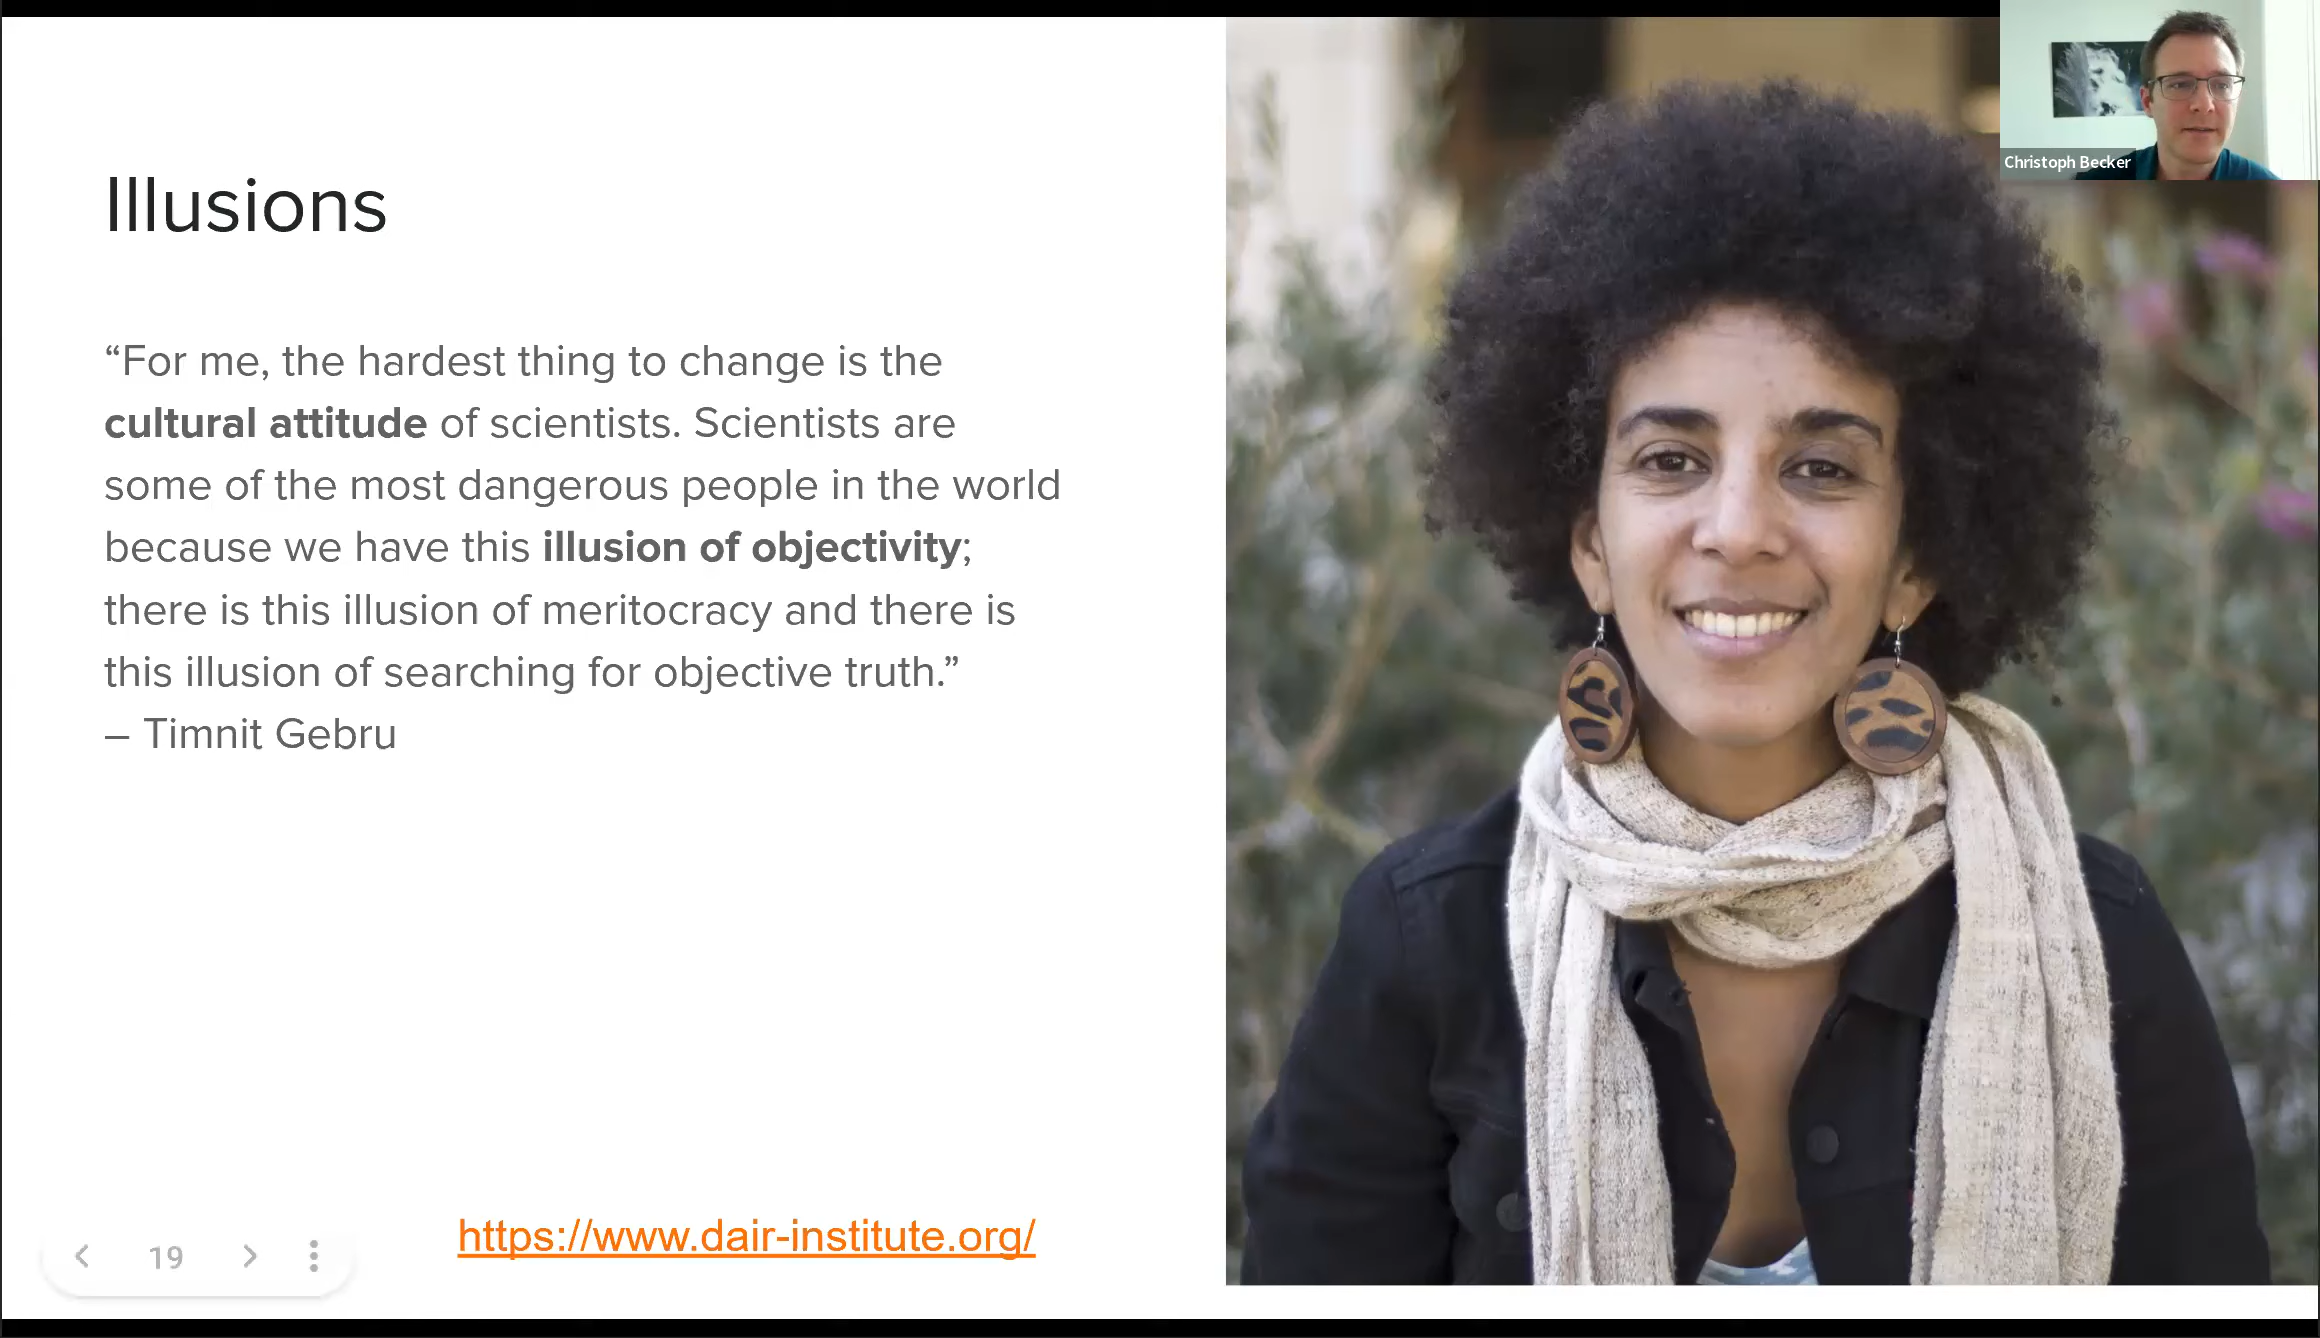 Christoph Becker
Illusions
“For me, the hardest thing to change is the
cultural attitude of scientists. Scientists are
some of the most dangerous people in the world
because we have this illusion of objectivity;
there is this illusion of meritocracy and there is
this illusion of searching for objective truth.”
– Timnit Gebru
https://www.dair-institute.org/
19